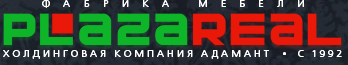 ФАБРИКА МЕБЕЛИ
PLAZAREAL
ХОЛДИНГОВАЯ КОМПАНИЯ АДАМАНТ • С 1992